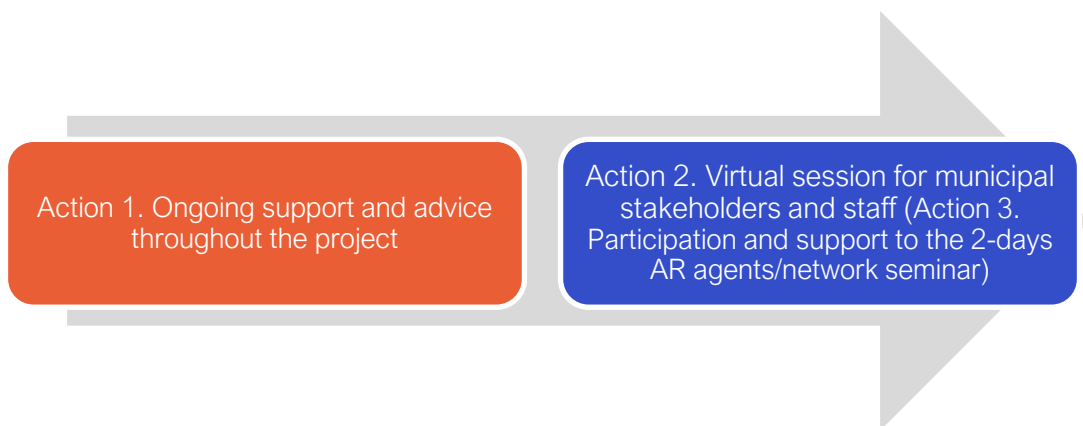 Action 1. Ongoing support and advice
throughout the project
Action 2. Virtual session for municipal
stakeholders and staff (Action 3.
Participation and support to the 2-days
AR agents/network seminar)